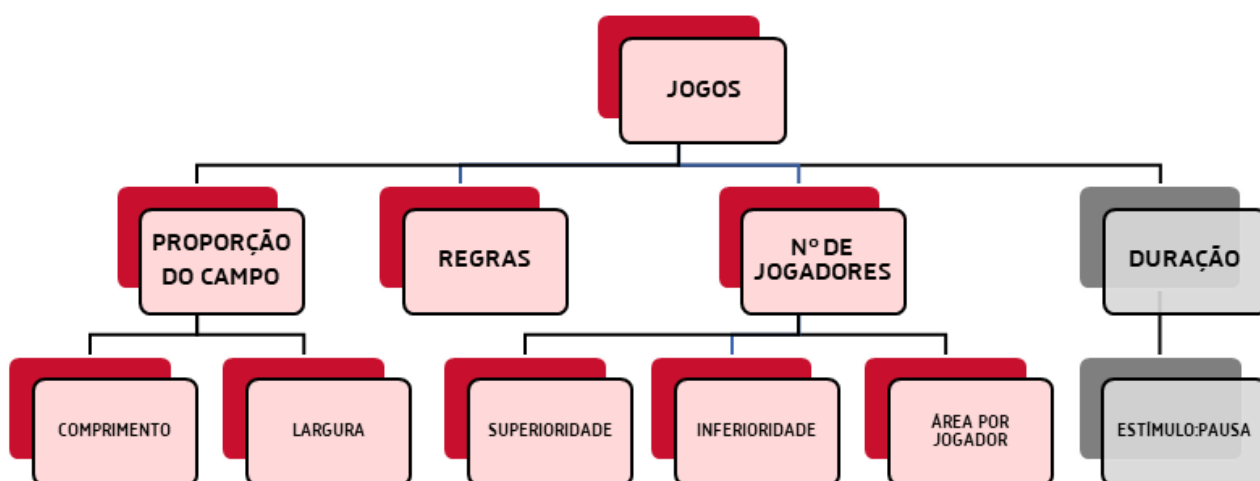 JOGOS
PROPORÇÃO
DO CAMPO
REGRAS
Nº DE
JOGADORES
DURAÇÃO
COMPRIMENTO
LARGURA
SUPERIORIDADE
INFERIORIDADE
ÁREA POR
JOGADOR
ESTÍMULO:PAUSA